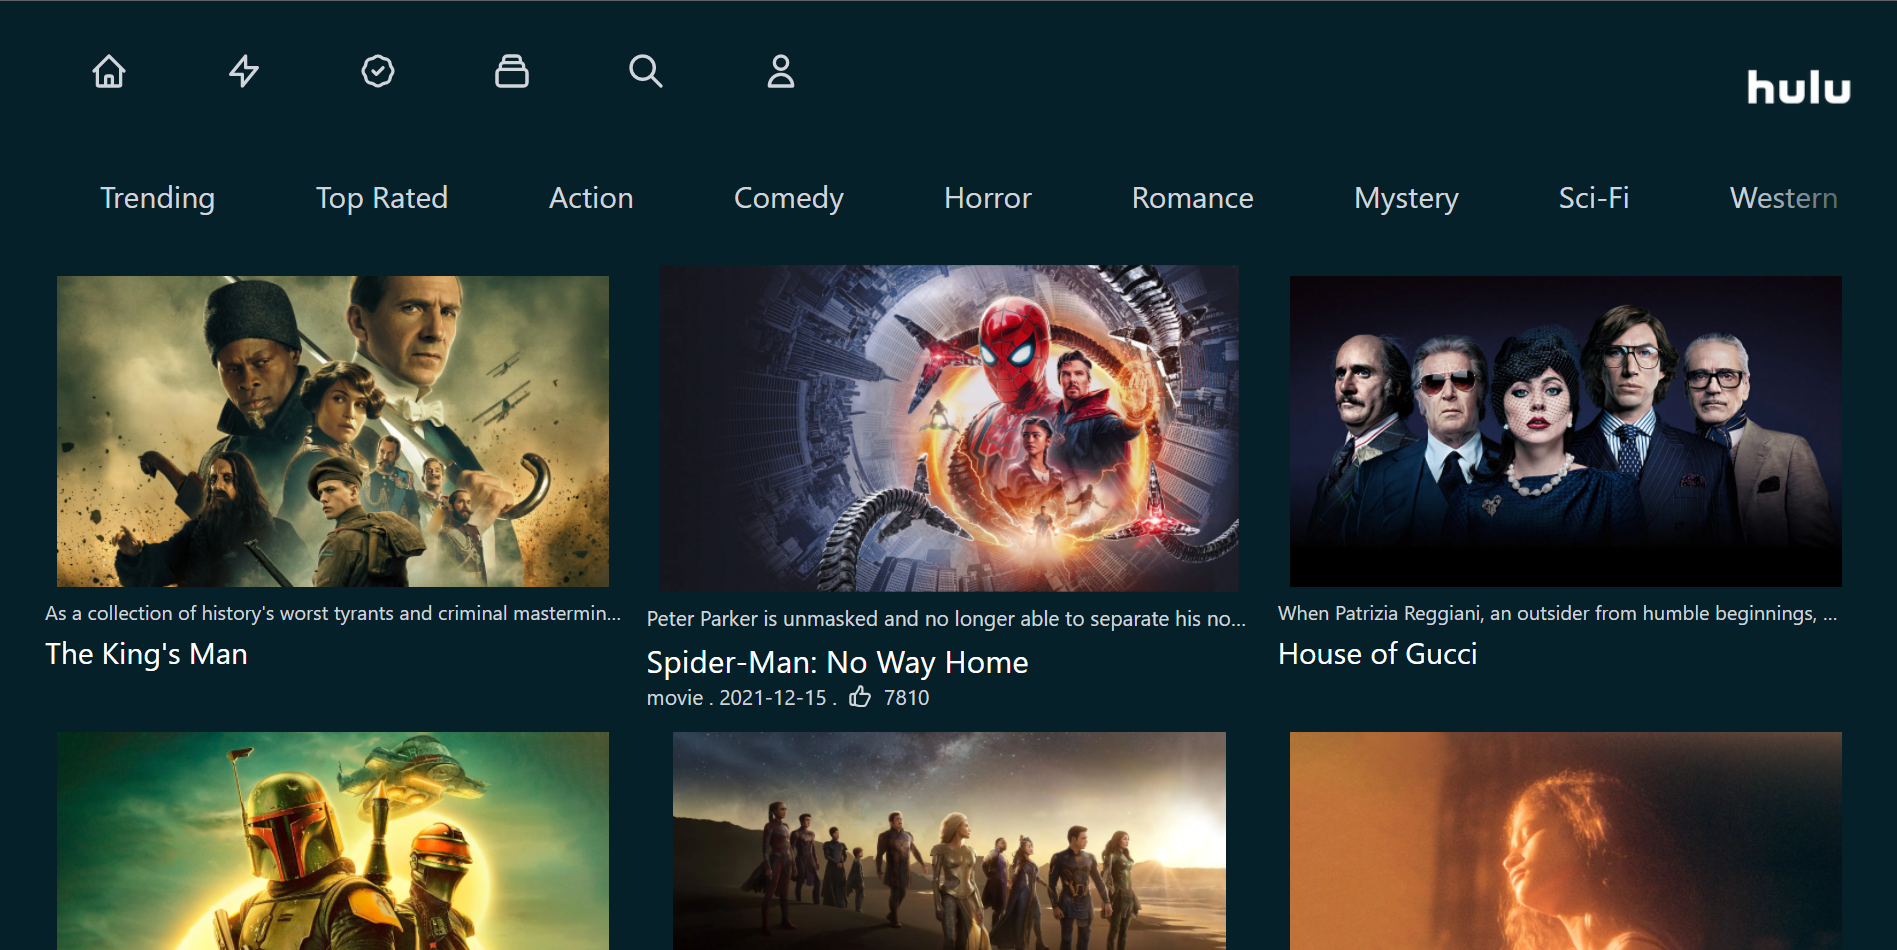 hulu
Trending Top Rated Action Comedy Horror Romance Mystery Sci-Fi Western
As a collection of history's worst tyrants and criminal mastermin...
The King's Man
Peter Parker is unmasked and no longer able to separate his no...
Spider-Man: No Way Home
movie . 2021-12-15 . 7810
When Patrizia Reggiani, an outsider from humble beginnings, ...
House of Gucci